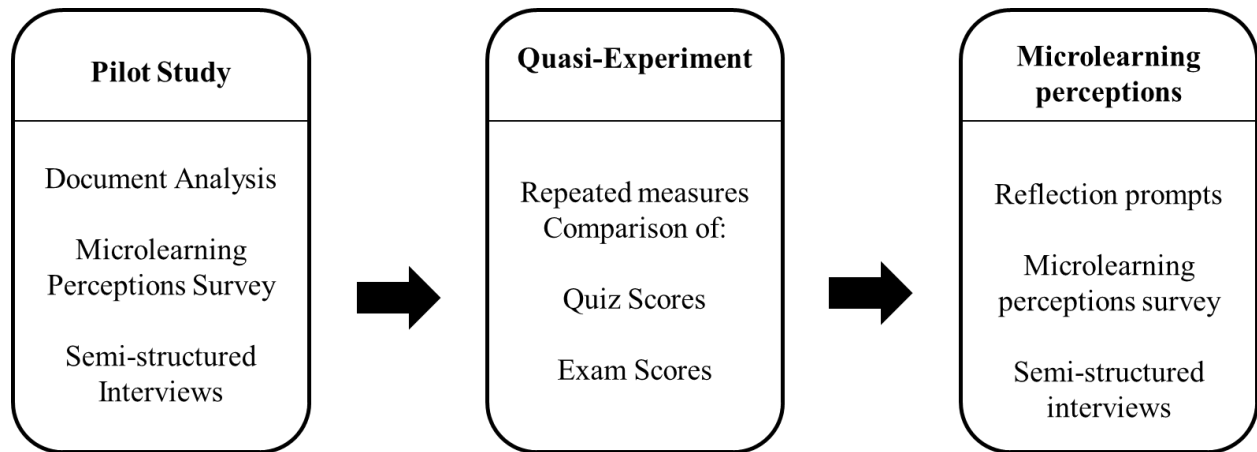 Pilot Study
Document Analysis
Microlearning
Perceptions Survey
Semi-structured
Interviews
Quasi-Experiment
Repeated measures
Comparison of:
Quiz Scores
Exam Scores
Microlearning
perceptions
Reflection prompts
Microlearning
perceptions survey
Semi-structured
interviews